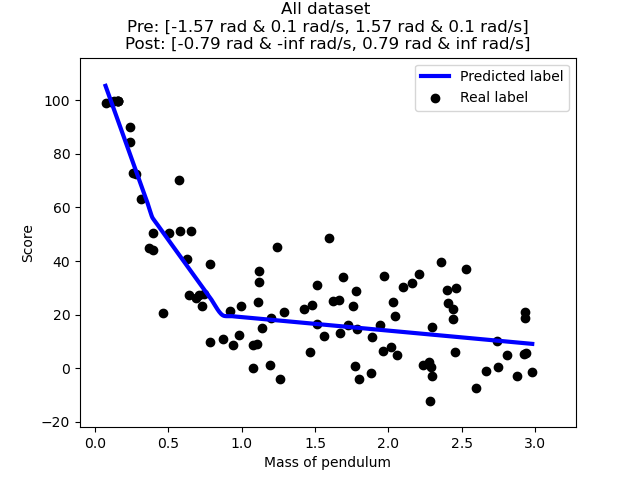 All dataset
Pre: [-1.57 rad & 0.1 rad/s, 1.57 rad & 0.1 rad/s]
Post: [-0.79 rad & -inf rad/s, 0.79 rad & inf rad/s]
Predicted label
Real label
100
80
60
40
20
0
−20
Score
0.0 0.5 1.0 1.5 2.0 2.5 3.0
Mass of pendulum